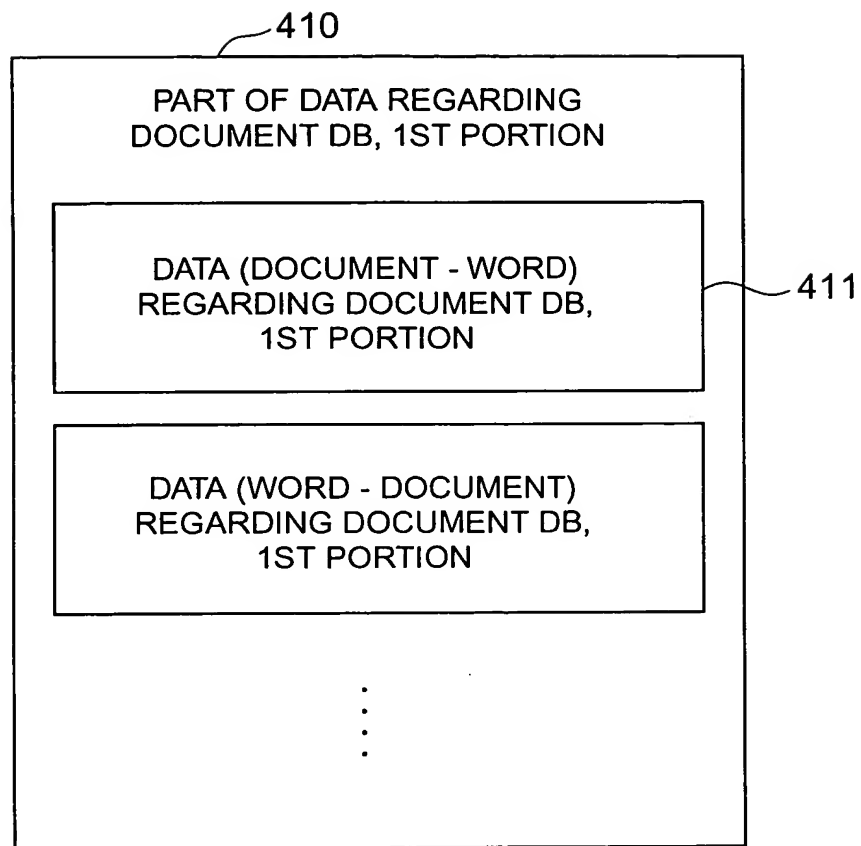 410
PART OF DATA REGARDING
DOCUMENT DB, 1ST PORTION
DATA (DOCUMENT - WORD)
REGARDING DOCUMENT DB,
1ST PORTION
411
DATA (WORD - DOCUMENT)
REGARDING DOCUMENT DB,
1ST PORTION